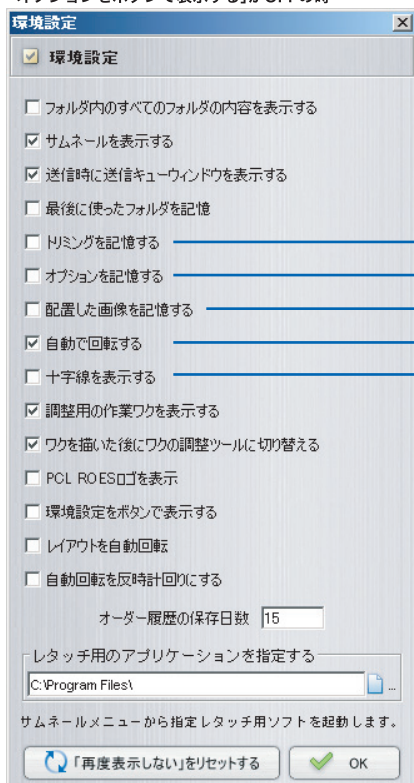 環境設定
環境設定
フォルダ内のすべてのフォルダの内容を表示する
サムネールを表示する
送信時に送信キューウィンドウを表示する
最後に使ったフォルダを記憶
トリミングを記憶する
オプションを記憶する
配置した画像を記憶する
自動で回転する
十字線を表示する
調整用の作業ワクを表示する
ワクを描いた後にワクの調整ツールに切り替える
PCL ROESロゴを表示
環境設定をボタンで表示する
レイアウトを自動回転
自動回転を反時計回りにする
オーダー履歴の保存日数 15
レタッチ用のアプリケーションを指定する
C:\Program Files\ ...
サムネールメニューから指定レタッチ用ソフトを起動します。
「再度表示しない」をリセットする OK